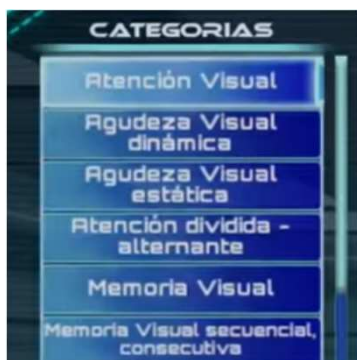 CATEGORIAS
Atención Visual
Agudeza Visual
dinámica
Agudeza Visual
estática
Atención dividida -
alternante
Memoria Visual
Memoria Visual secuencial,
consecutiva